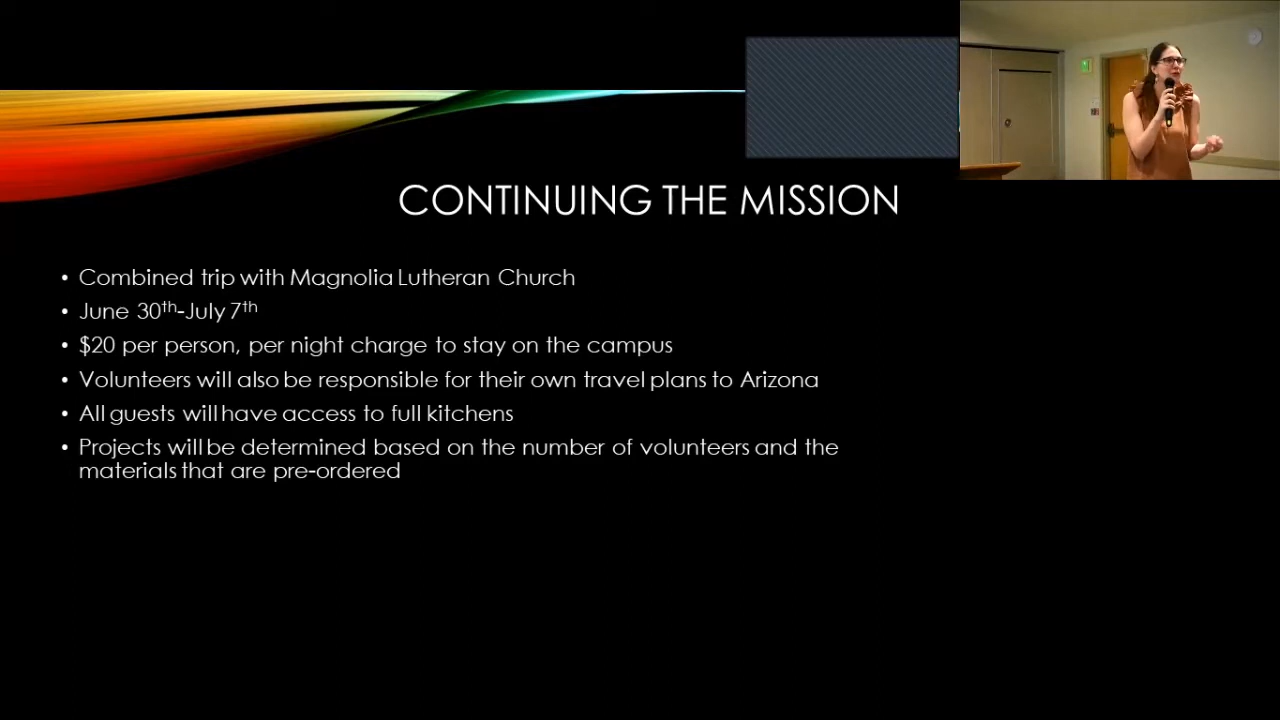 CONTINUING THE MISSION
• Combined trip with Magnolia Lutheran Church
• June 30th-July 7th
• $20 per person, per night charge to stay on the campus
• Volunteers will also be responsible for their own travel plans to Arizona
• All guests will have access to full kitchens
• Projects will be determined based on the number of volunteers and the
materials that are pre-ordered